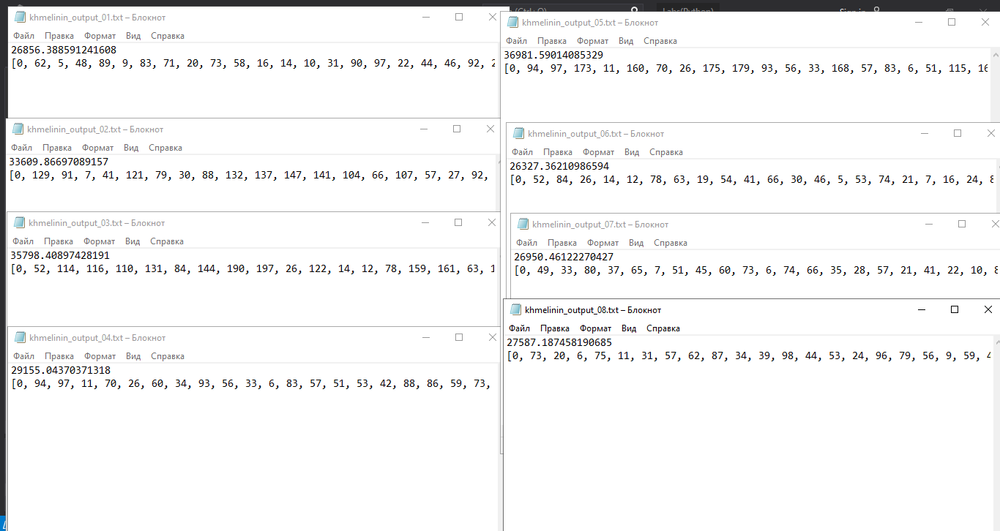 khmelinin_output_01.txt – Блокнот
Файл Правка Формат Вид Справка
26856.388591241608
[0, 62, 5, 48, 89, 9, 83, 71, 20, 73, 58, 16, 14, 10, 31, 90, 97, 22, 44, 46, 92, 2
khmelinin_output_02.txt – Блокнот
Файл Правка Формат Вид Справка
33609.86697089157
[0, 129, 91, 7, 41, 121, 79, 30, 88, 132, 137, 147, 141, 104, 66, 107, 57, 27, 92,
khmelinin_output_03.txt – Блокнот
Файл Правка Формат Вид Справка
35798.40897428191
[0, 52, 114, 116, 110, 131, 84, 144, 190, 197, 26, 122, 14, 12, 78, 159, 161, 63, 1
khmelinin_output_04.txt – Блокнот
Файл Правка Формат Вид Справка
29155.04370371318
[0, 94, 97, 11, 70, 26, 60, 34, 93, 56, 33, 6, 83, 57, 51, 53, 42, 88, 86, 59, 73,
khmelinin_output_05.txt – Блокнот
Файл Правка Формат Вид Справка
36981.59014085329
[0, 94, 97, 173, 11, 160, 70, 26, 175, 179, 93, 56, 33, 168, 57, 83, 6, 51, 115, 16
khmelinin_output_06.txt – Блокнот
Файл Правка Формат Вид Справка
26327.36210986594
[0, 52, 84, 26, 14, 12, 78, 63, 19, 54, 41, 66, 30, 46, 5, 53, 74, 21, 7, 16, 24, 8
khmelinin_output_07.txt – Блокнот
Файл Правка Формат Вид Справка
26950.46122270427
[0, 49, 33, 80, 37, 65, 7, 51, 45, 60, 73, 6, 74, 66, 35, 28, 57, 21, 41, 22, 10, 8
khmelinin_output_08.txt – Блокнот
Файл Правка Формат Вид Справка
27587.187458190685
[0, 73, 20, 6, 75, 11, 31, 57, 62, 87, 34, 39, 98, 44, 53, 24, 96, 79, 56, 9, 59, 4